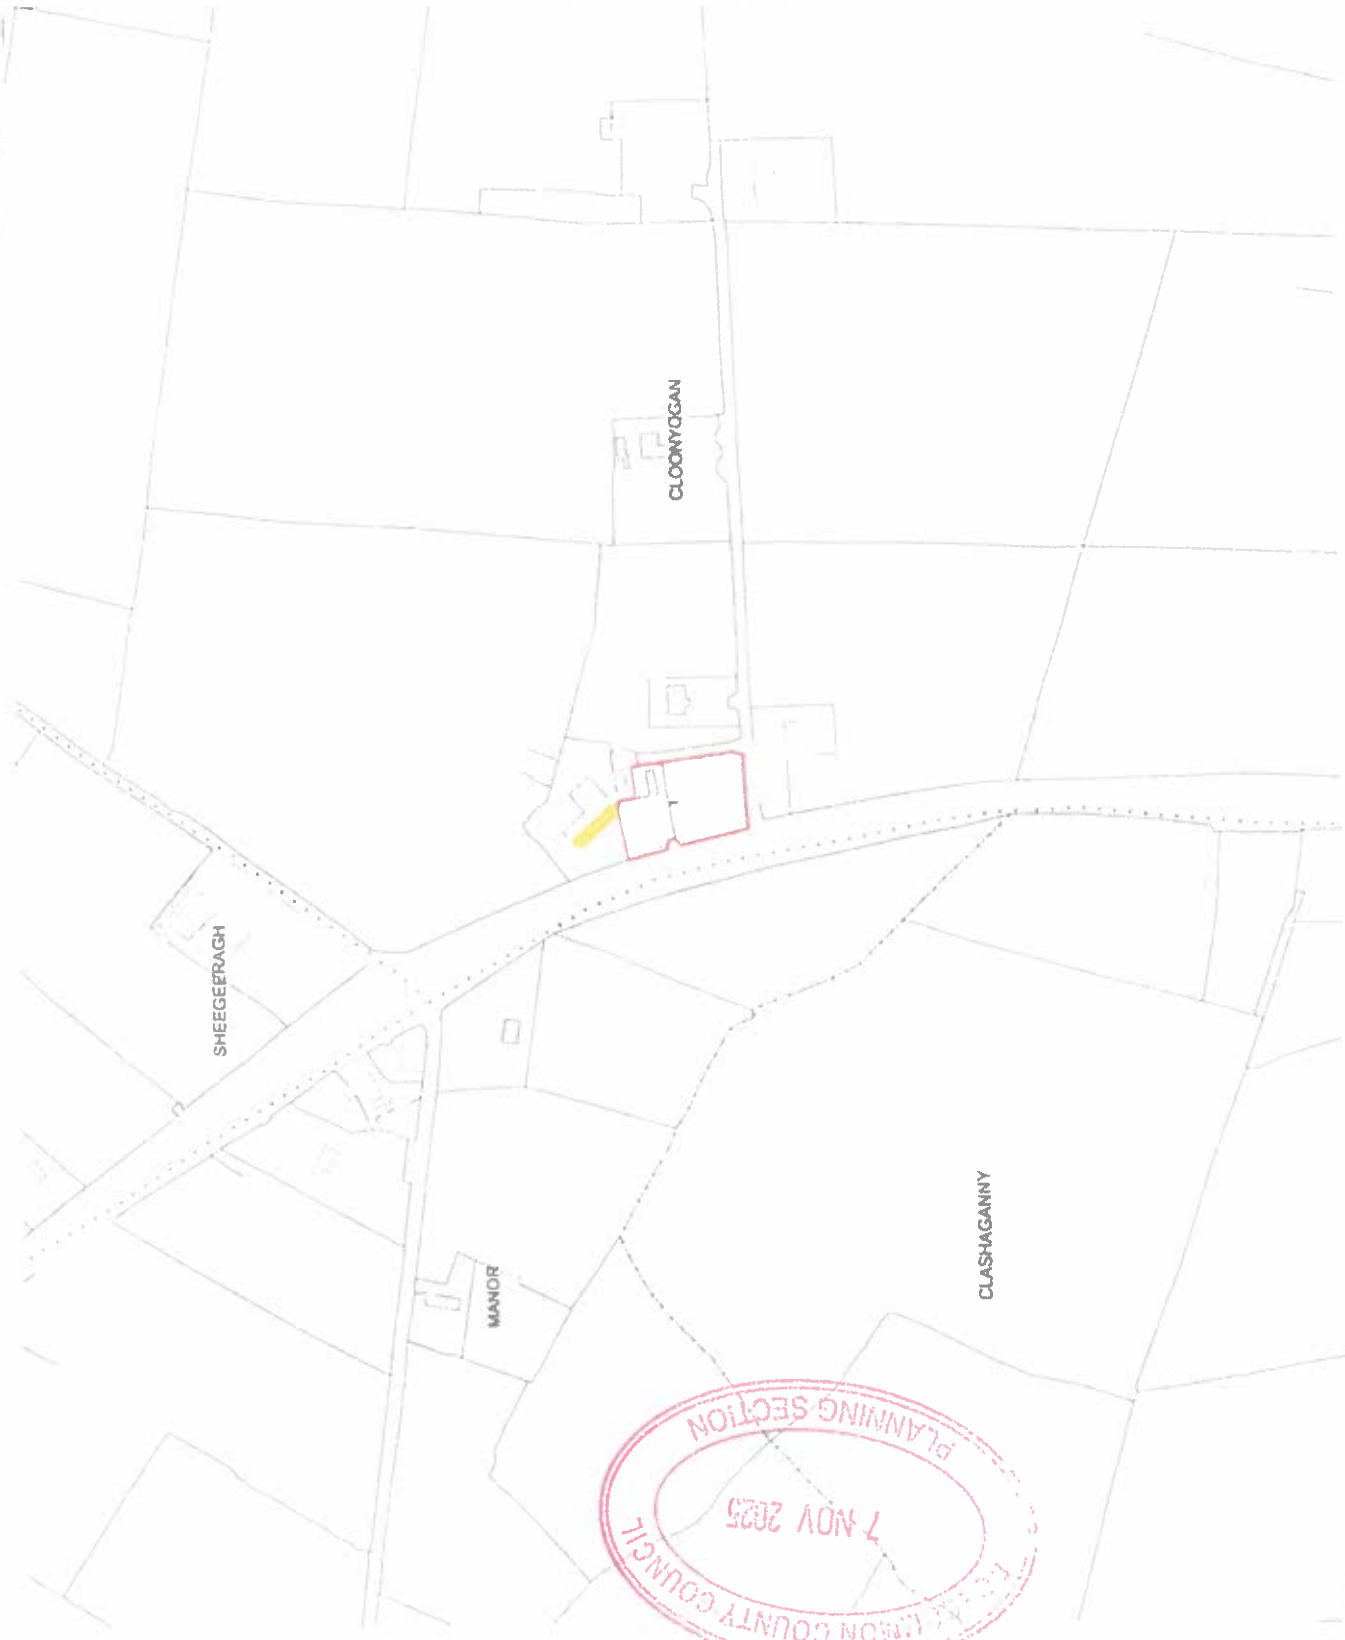 CLOONYOGAN
SHEEGEERAGH
MANOR
CLASHAGANNY
PLANNING SECTION
7 NOV 2025
COUNTY COUNCIL